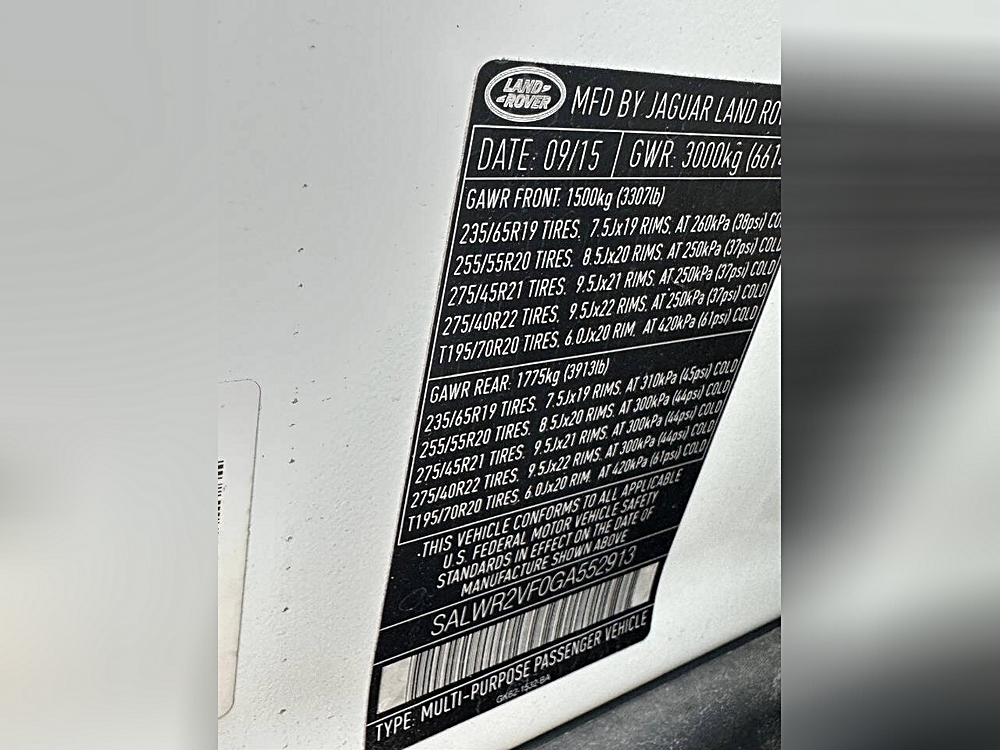 LAND ROVER
MFD BY JAGUAR LAND RO
DATE: 09/15 GWR: 3000kg (661
GAWR FRONT: 1500kg (3307lb)
235/65R19 TIRES, 7.5Jx19 RIMS, AT 260kPa (38psi) CO
255/55R20 TIRES, 8.5Jx20 RIMS, AT 250kPa (37psi) COLD
275/45R21 TIRES, 9.5Jx21 RIMS, AT 250kPa (37psi) COLD
275/40R22 TIRES, 9.5Jx22 RIMS, AT 250kPa (37psi) COLD
T195/70R20 TIRES, 6.0Jx20 RIM, AT 420kPa (61psi) COLD
GAWR REAR: 1775kg (3913lb)
235/65R19 TIRES, 7.5Jx19 RIMS, AT 310kPa (45psi) COLD
255/55R20 TIRES, 8.5Jx20 RIMS, AT 300kPa (44psi) COLD
275/45R21 TIRES, 9.5Jx21 RIMS, AT 300kPa (44psi) COLD
275/40R22 TIRES, 9.5Jx22 RIMS, AT 300kPa (44psi) COLD
T195/70R20 TIRES, 6.0Jx20 RIM, AT 420kPa (61psi) COLD
THIS VEHICLE CONFORMS TO ALL APPLICABLE
U.S. FEDERAL MOTOR VEHICLE SAFETY
STANDARDS IN EFFECT ON THE DATE OF
MANUFACTURE SHOWN ABOVE
SALWR2VF0GA552913
TYPE: MULTI-PURPOSE PASSENGER VEHICLE